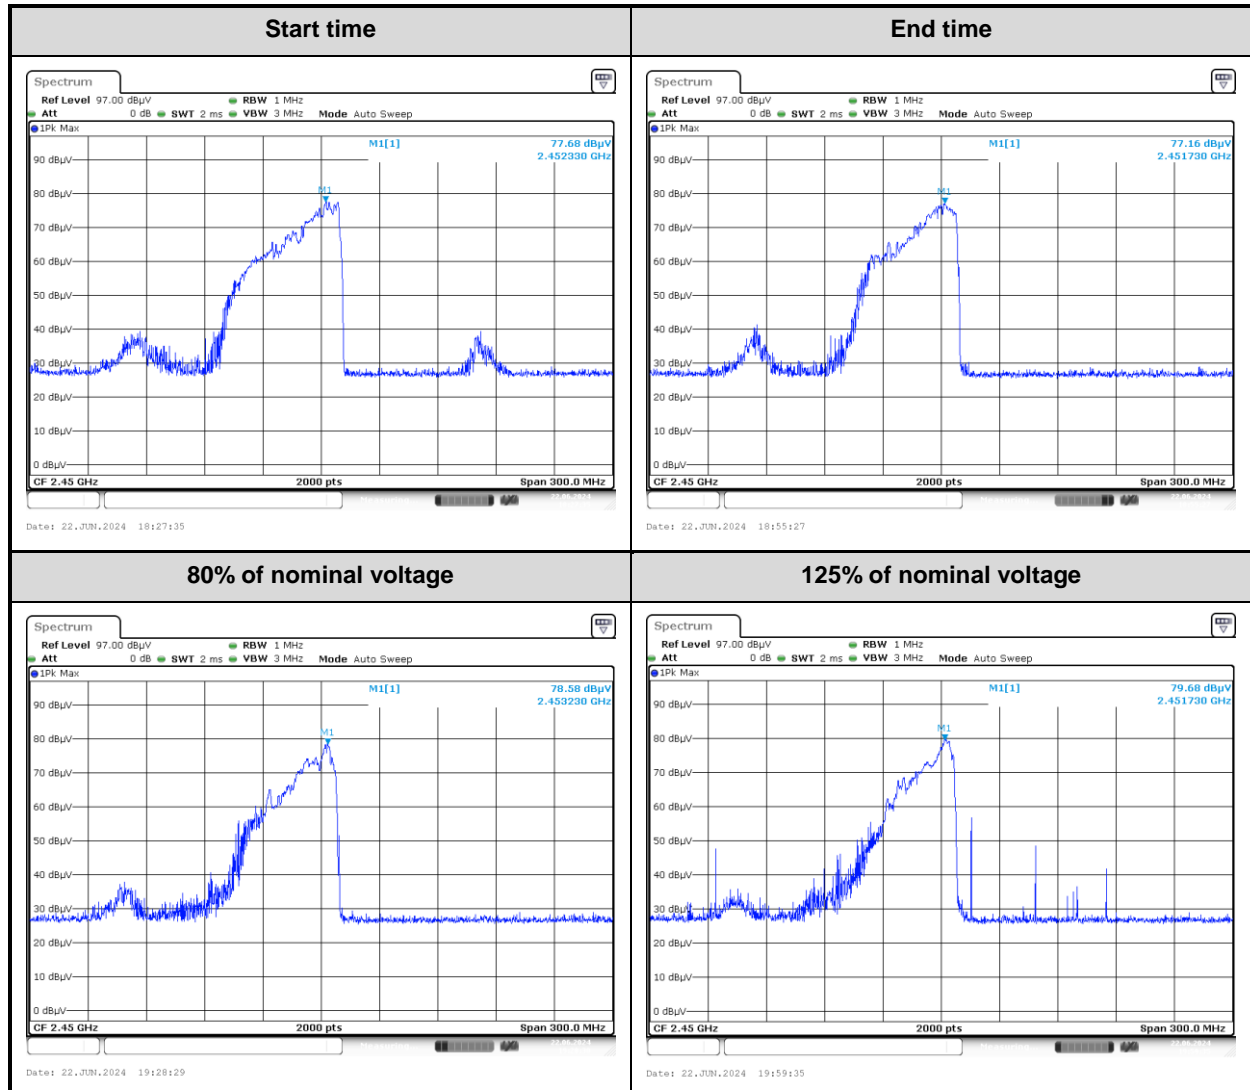 Start time
End time
Spectrum
Ref Level 97.00 dBµV RBW 1 MHz
Att 0 dB SWT 2 ms VBW 3 MHz Mode Auto Sweep
1Pk Max
M1[1] 77.68 dBµV
2.452330 GHz
M1
90 dBµV
80 dBµV
70 dBµV
60 dBµV
50 dBµV
40 dBµV
30 dBµV
20 dBµV
10 dBµV
0 dBµV
CF 2.45 GHz 2000 pts Span 300.0 MHz
Date: 22.JUN.2024 18:27:35
Spectrum
Ref Level 97.00 dBµV RBW 1 MHz
Att 0 dB SWT 2 ms VBW 3 MHz Mode Auto Sweep
1Pk Max
M1[1] 77.16 dBµV
2.451730 GHz
M1
90 dBµV
80 dBµV
70 dBµV
60 dBµV
50 dBµV
40 dBµV
30 dBµV
20 dBµV
10 dBµV
0 dBµV
CF 2.45 GHz 2000 pts Span 300.0 MHz
Date: 22.JUN.2024 18:55:27
80% of nominal voltage
125% of nominal voltage
Spectrum
Ref Level 97.00 dBµV RBW 1 MHz
Att 0 dB SWT 2 ms VBW 3 MHz Mode Auto Sweep
1Pk Max
M1[1] 78.58 dBµV
2.453230 GHz
M1
90 dBµV
80 dBµV
70 dBµV
60 dBµV
50 dBµV
40 dBµV
30 dBµV
20 dBµV
10 dBµV
0 dBµV
CF 2.45 GHz 2000 pts Span 300.0 MHz
Date: 22.JUN.2024 19:28:29
Spectrum
Ref Level 97.00 dBµV RBW 1 MHz
Att 0 dB SWT 2 ms VBW 3 MHz Mode Auto Sweep
1Pk Max
M1[1] 79.68 dBµV
2.451730 GHz
M1
90 dBµV
80 dBµV
70 dBµV
60 dBµV
50 dBµV
40 dBµV
30 dBµV
20 dBµV
10 dBµV
0 dBµV
CF 2.45 GHz 2000 pts Span 300.0 MHz
Date: 22.JUN.2024 19:59:35